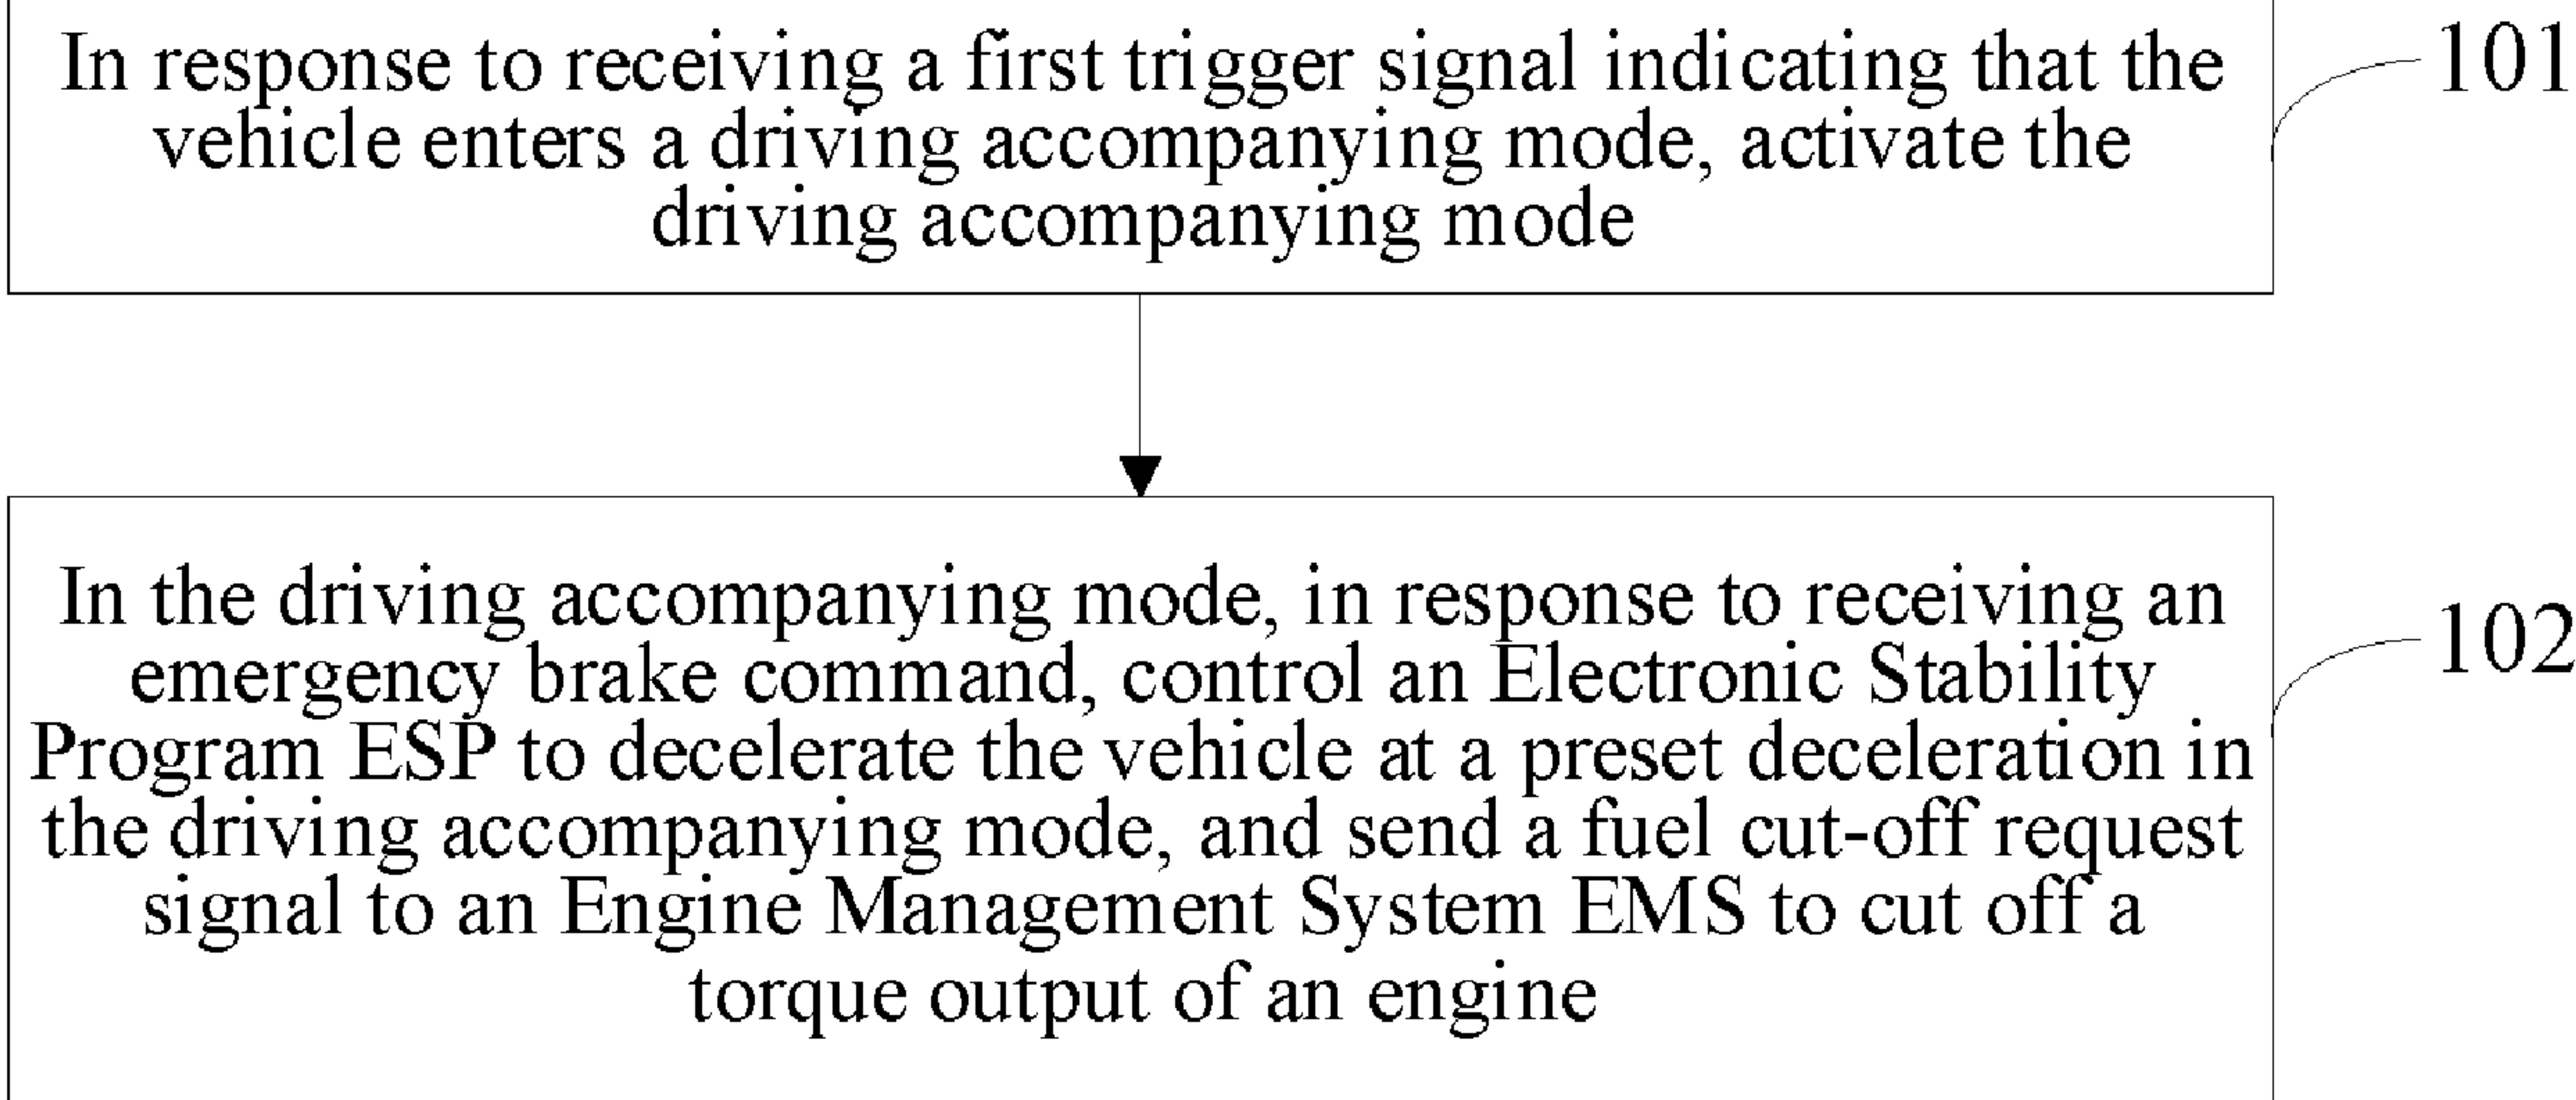 In response to receiving a first trigger signal indicating that the
vehicle enters a driving accompanying mode, activate the
driving accompanying mode
101
In the driving accompanying mode, in response to receiving an
emergency brake command, control an Electronic Stability
Program ESP to decelerate the vehicle at a preset deceleration in
the driving accompanying mode, and send a fuel cut-off request
signal to an Engine Management System EMS to cut off a
torque output of an engine
102